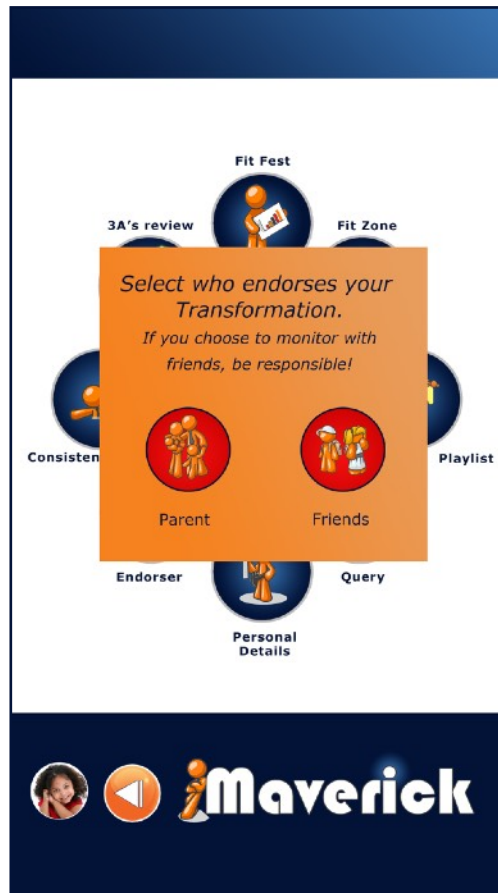 Fit Fest
3A's review
Fit Zone
Select who endorses your
Transformation.
If you choose to monitor with
friends, be responsible!
Playlist
Parent
Friends
Endorser
Query
Personal
Details
iMaverick